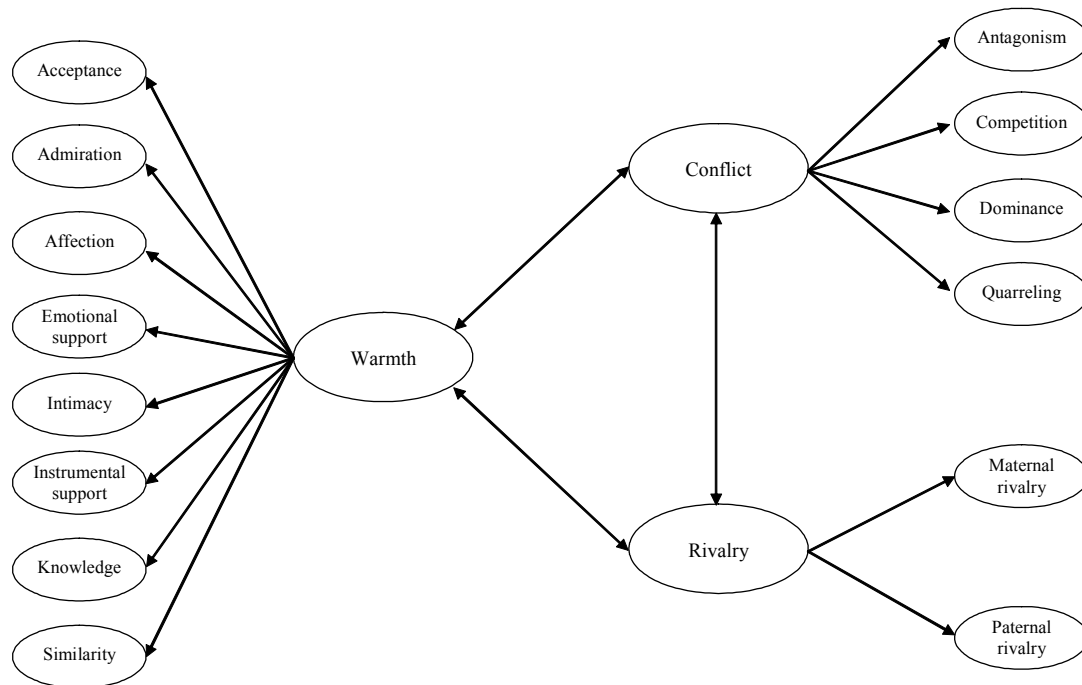 Acceptance
Admiration
Affection
Emotional
support
Intimacy
Instrumental
support
Knowledge
Similarity
Warmth
Conflict
Rivalry
Antagonism
Competition
Dominance
Quarreling
Maternal
rivalry
Paternal
rivalry